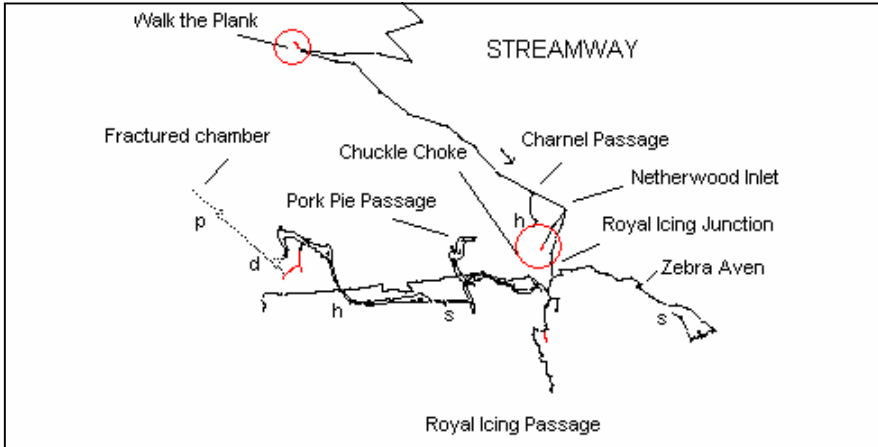 Walk the Plank
STREAMWAY
Fractured chamber
Charnel Passage
Chuckle Choke
Netherwood Inlet
Pork Pie Passage
p
h
Royal Icing Junction
d
Zebra Aven
h
s
s
Royal Icing Passage